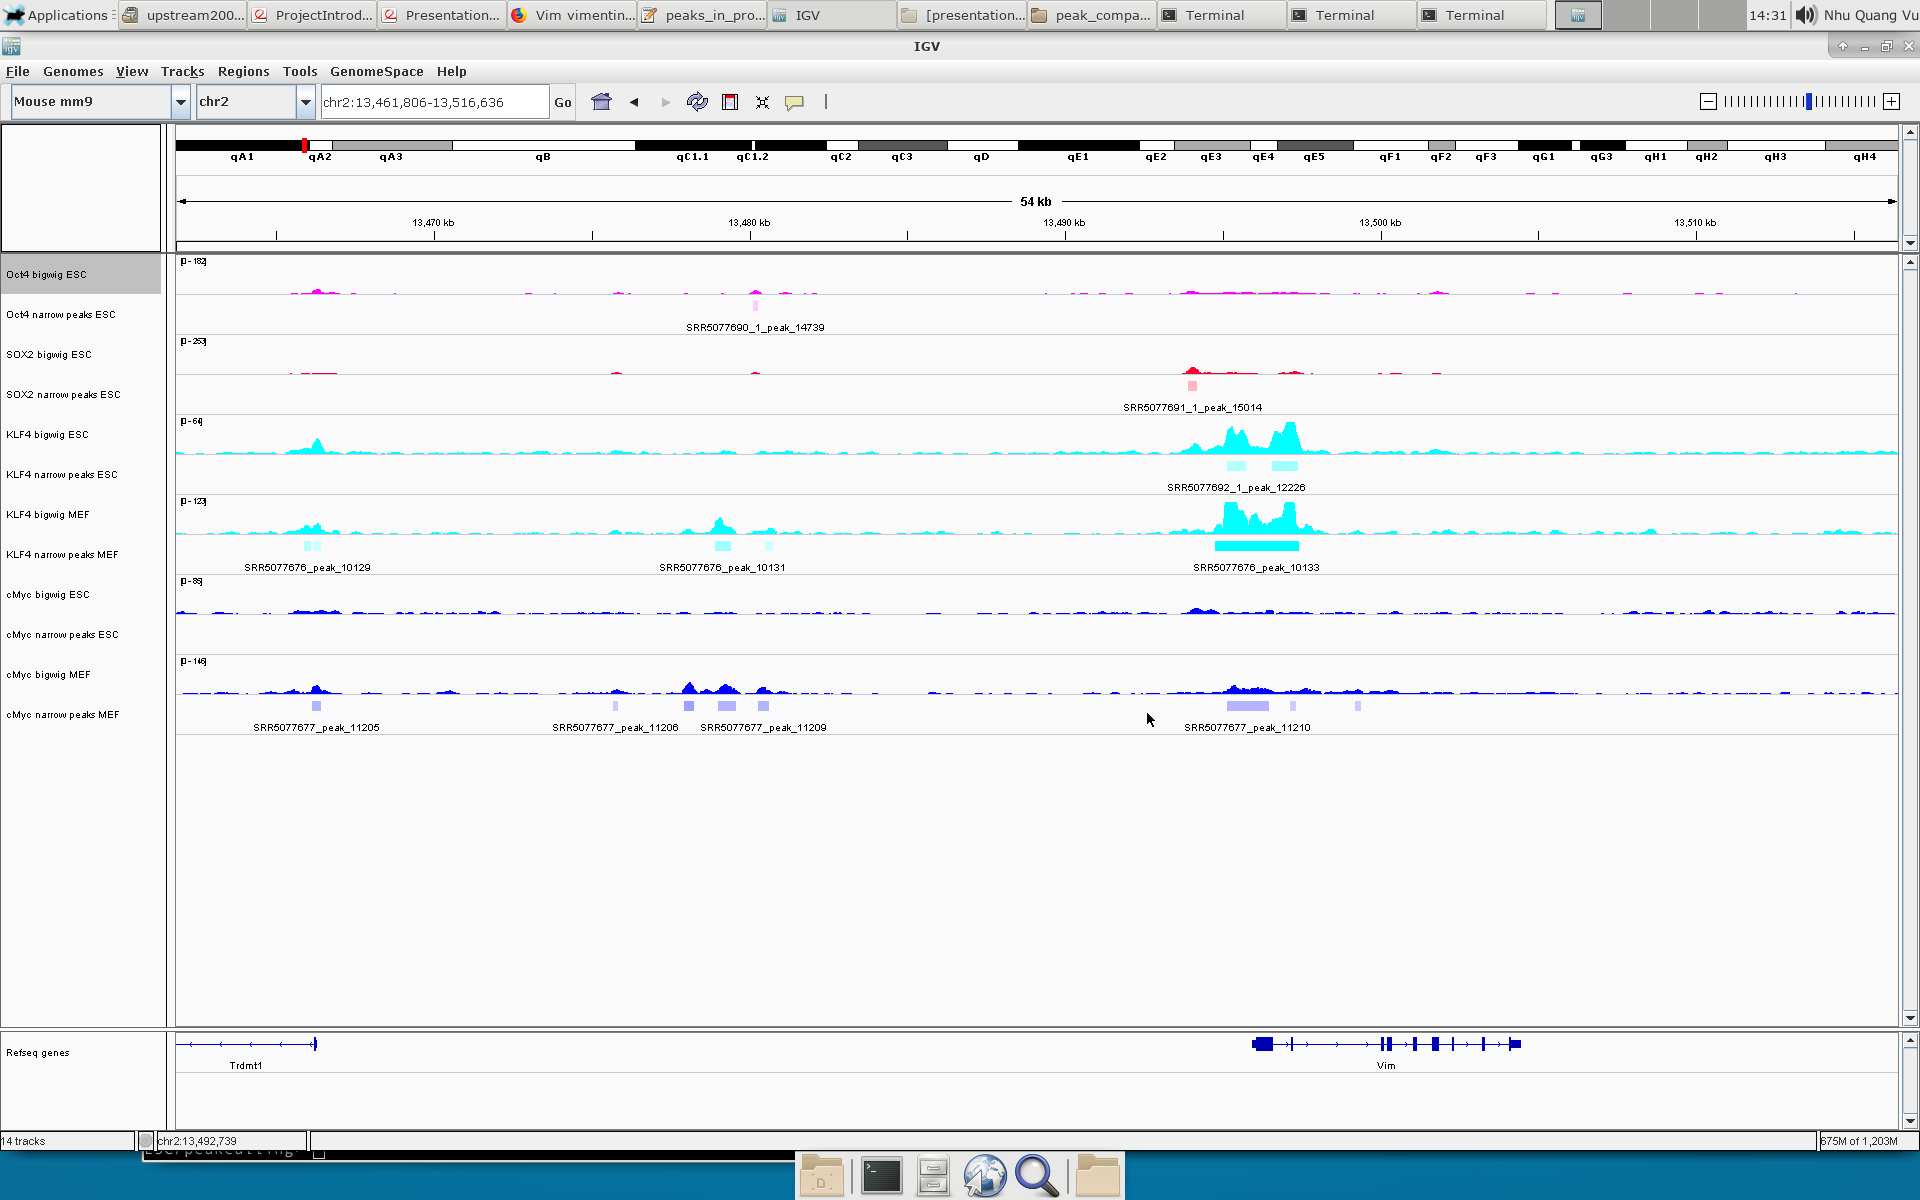 Applications upstream200... ProjectIntrod... Presentation... Vim vimentin... peaks_in_pro... IGV [presentation... peak_compa... Terminal Terminal Terminal 14:31 Nhu Quang Vu
IGV
File Genomes View Tracks Regions Tools GenomeSpace Help
Mouse mm9 chr2 chr2:13,461,806-13,516,636 Go
qA1 qA2 qA3 qB qC1.1 qC1.2 qC2 qC3 qD qE1 qE2 qE3 qE4 qE5 qF1 qF2 qF3 qG1 qG3 qH1 qH2 qH3 qH4
54 kb
13,470 kb 13,480 kb 13,490 kb 13,500 kb 13,510 kb
[0 - 182]
Oct4 bigwig ESC
Oct4 narrow peaks ESC
SRR5077690_1_peak_14739
[0 - 253]
SOX2 bigwig ESC
SOX2 narrow peaks ESC
SRR5077691_1_peak_15014
[0 - 64]
KLF4 bigwig ESC
KLF4 narrow peaks ESC
SRR5077692_1_peak_12226
[0 - 123]
KLF4 bigwig MEF
KLF4 narrow peaks MEF
SRR5077676_peak_10129 SRR5077676_peak_10131 SRR5077676_peak_10133
cMyc bigwig ESC
cMyc narrow peaks ESC
[0 - 146]
cMyc bigwig MEF
cMyc narrow peaks MEF
SRR5077677_peak_11205 SRR5077677_peak_11206 SRR5077677_peak_11209 SRR5077677_peak_11210
Refseq genes
Trdmt1 Vim
14 tracks chr2:13,492,739 675M of 1,203M